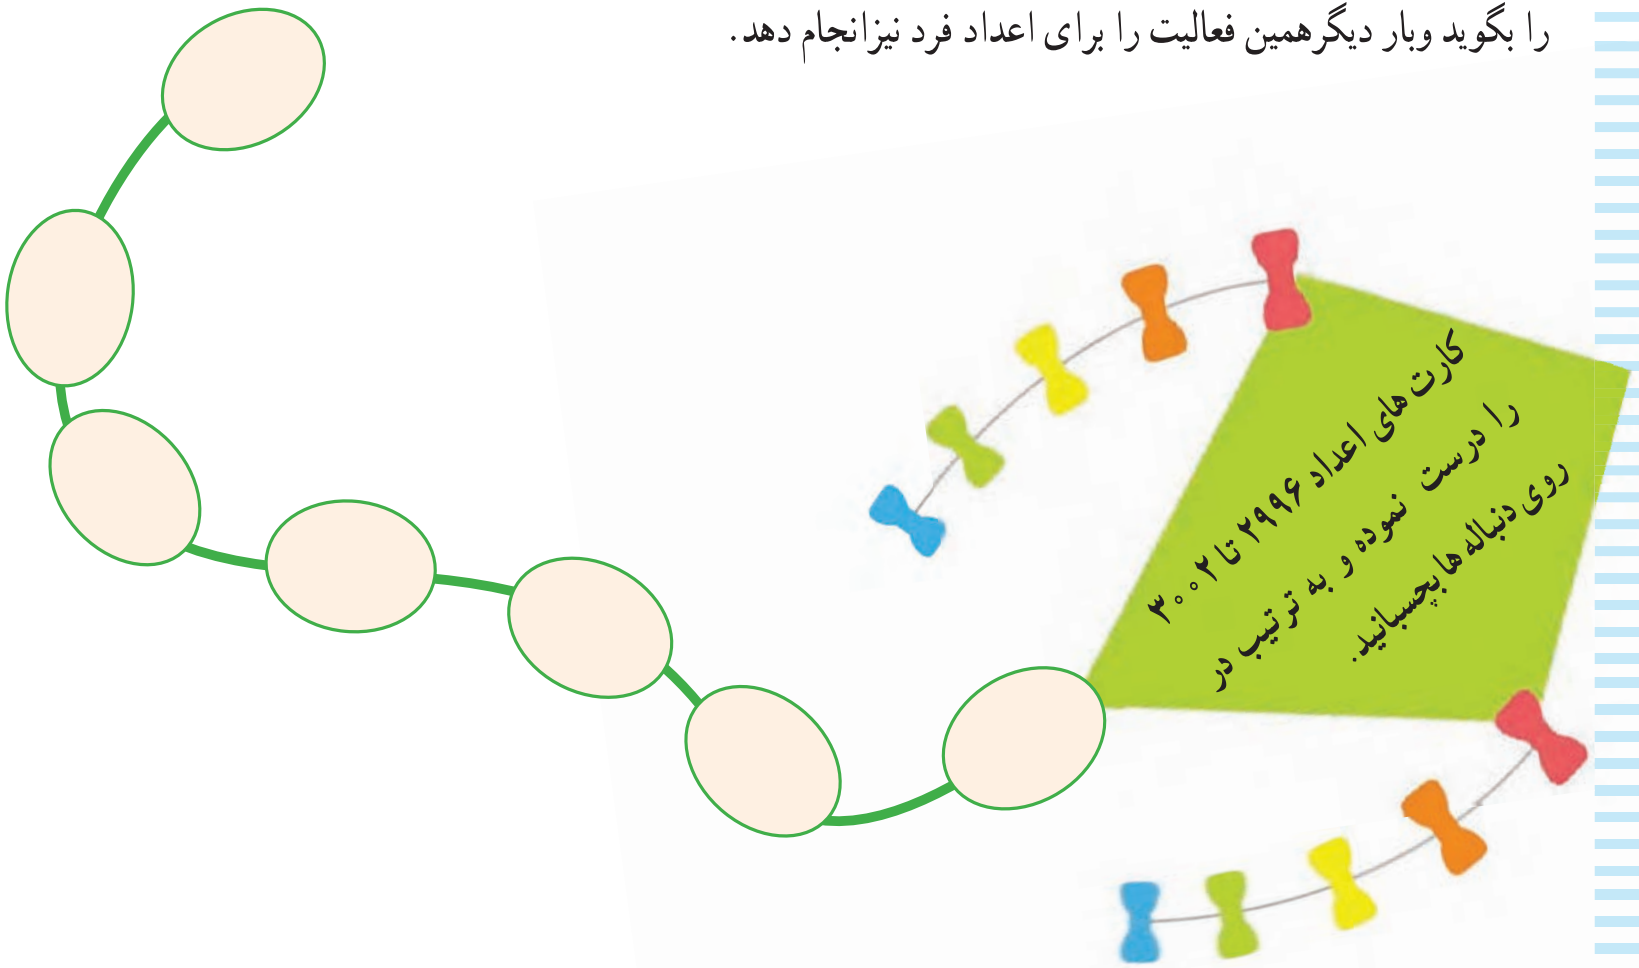 را بگوید وبار دیگرهمین فعالیت را برای اعداد فرد نیزانجام دهد.
کارت های اعداد ۲۹۹۶ تا ۳۰۰۲
را درست نموده و به ترتیب در
روی دنباله ها بچسبانید.